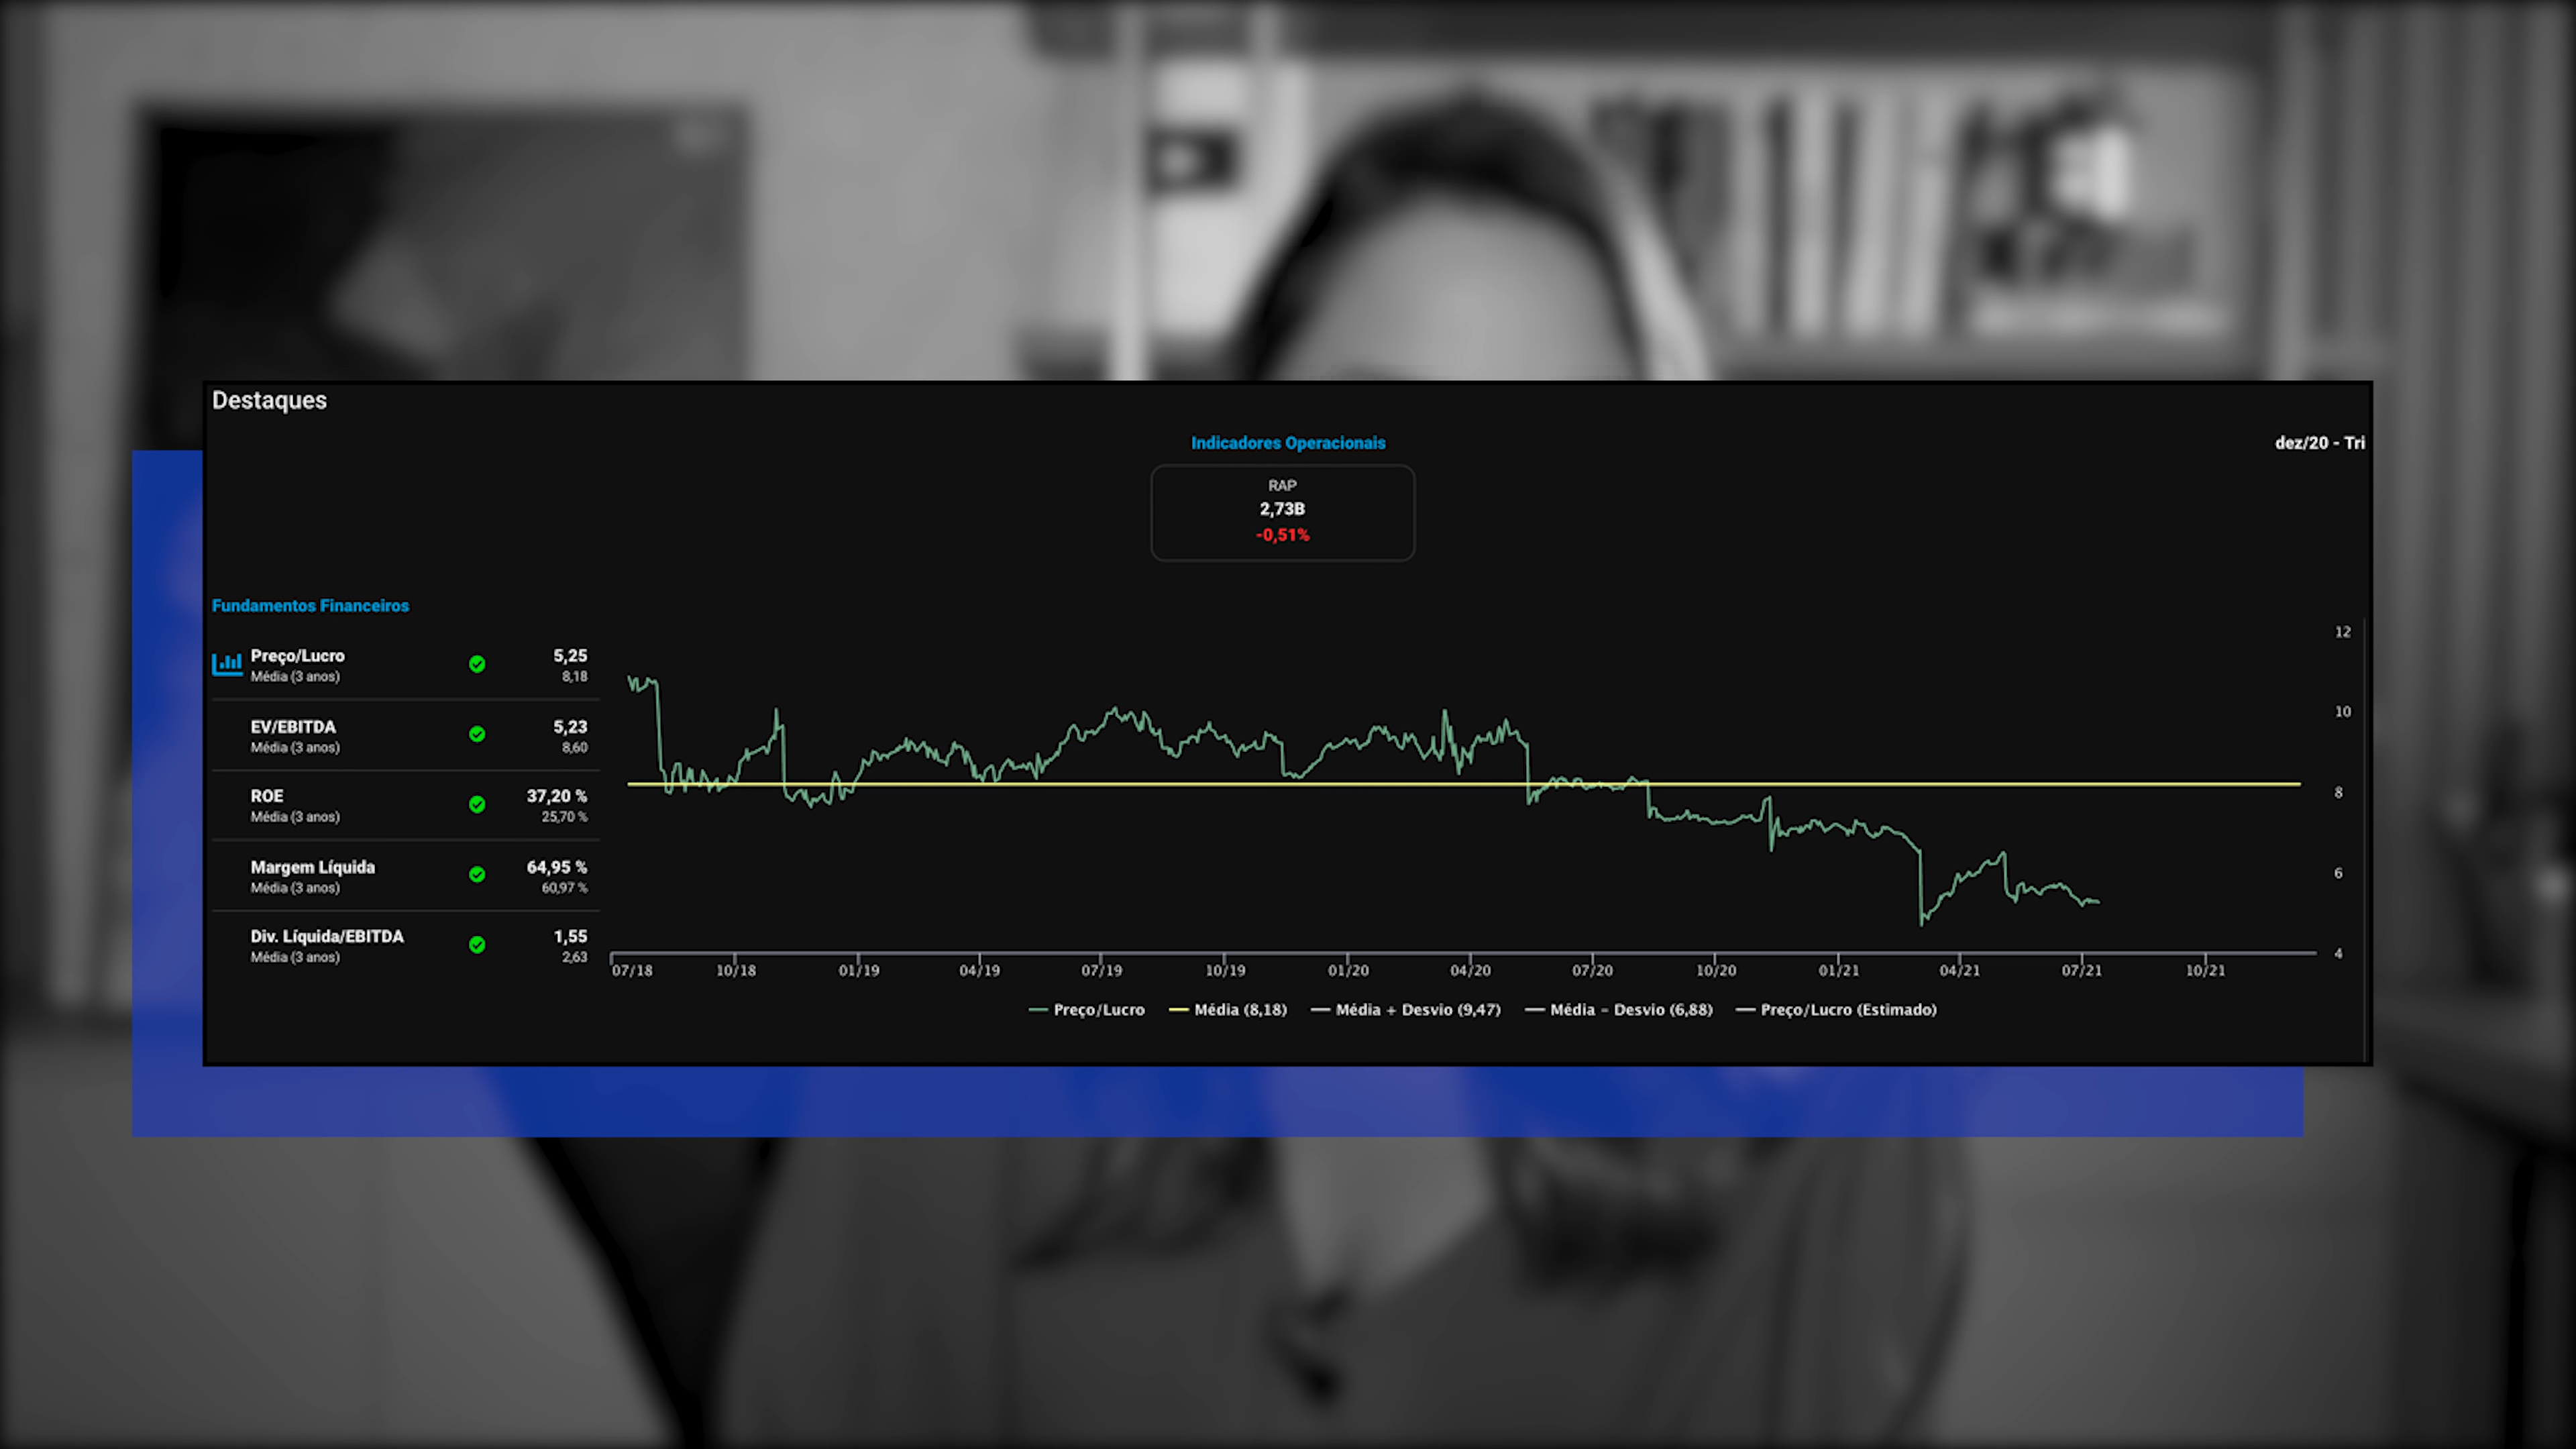 Destaques
Indicadores Operacionais
dez/20 - Tri
RAP
2,73B
-0,51%
Fundamentos Financeiros
Preço/Lucro 5,25
Média (3 anos) 8,18
EV/EBITDA 5,23
Média (3 anos) 8,60
ROE 37,20 %
Média (3 anos) 25,70 %
Margem Líquida 64,95 %
Média (3 anos) 60,97 %
Div. Líquida/EBITDA 1,55
Média (3 anos) 2,63
12
10
8
6
4
07/18 10/18 01/19 04/19 07/19 10/19 01/20 04/20 07/20 10/20 01/21 04/21 07/21 10/21
Preço/Lucro Média (8,18) Média + Desvio (9,47) Média - Desvio (6,88) Preço/Lucro (Estimado)